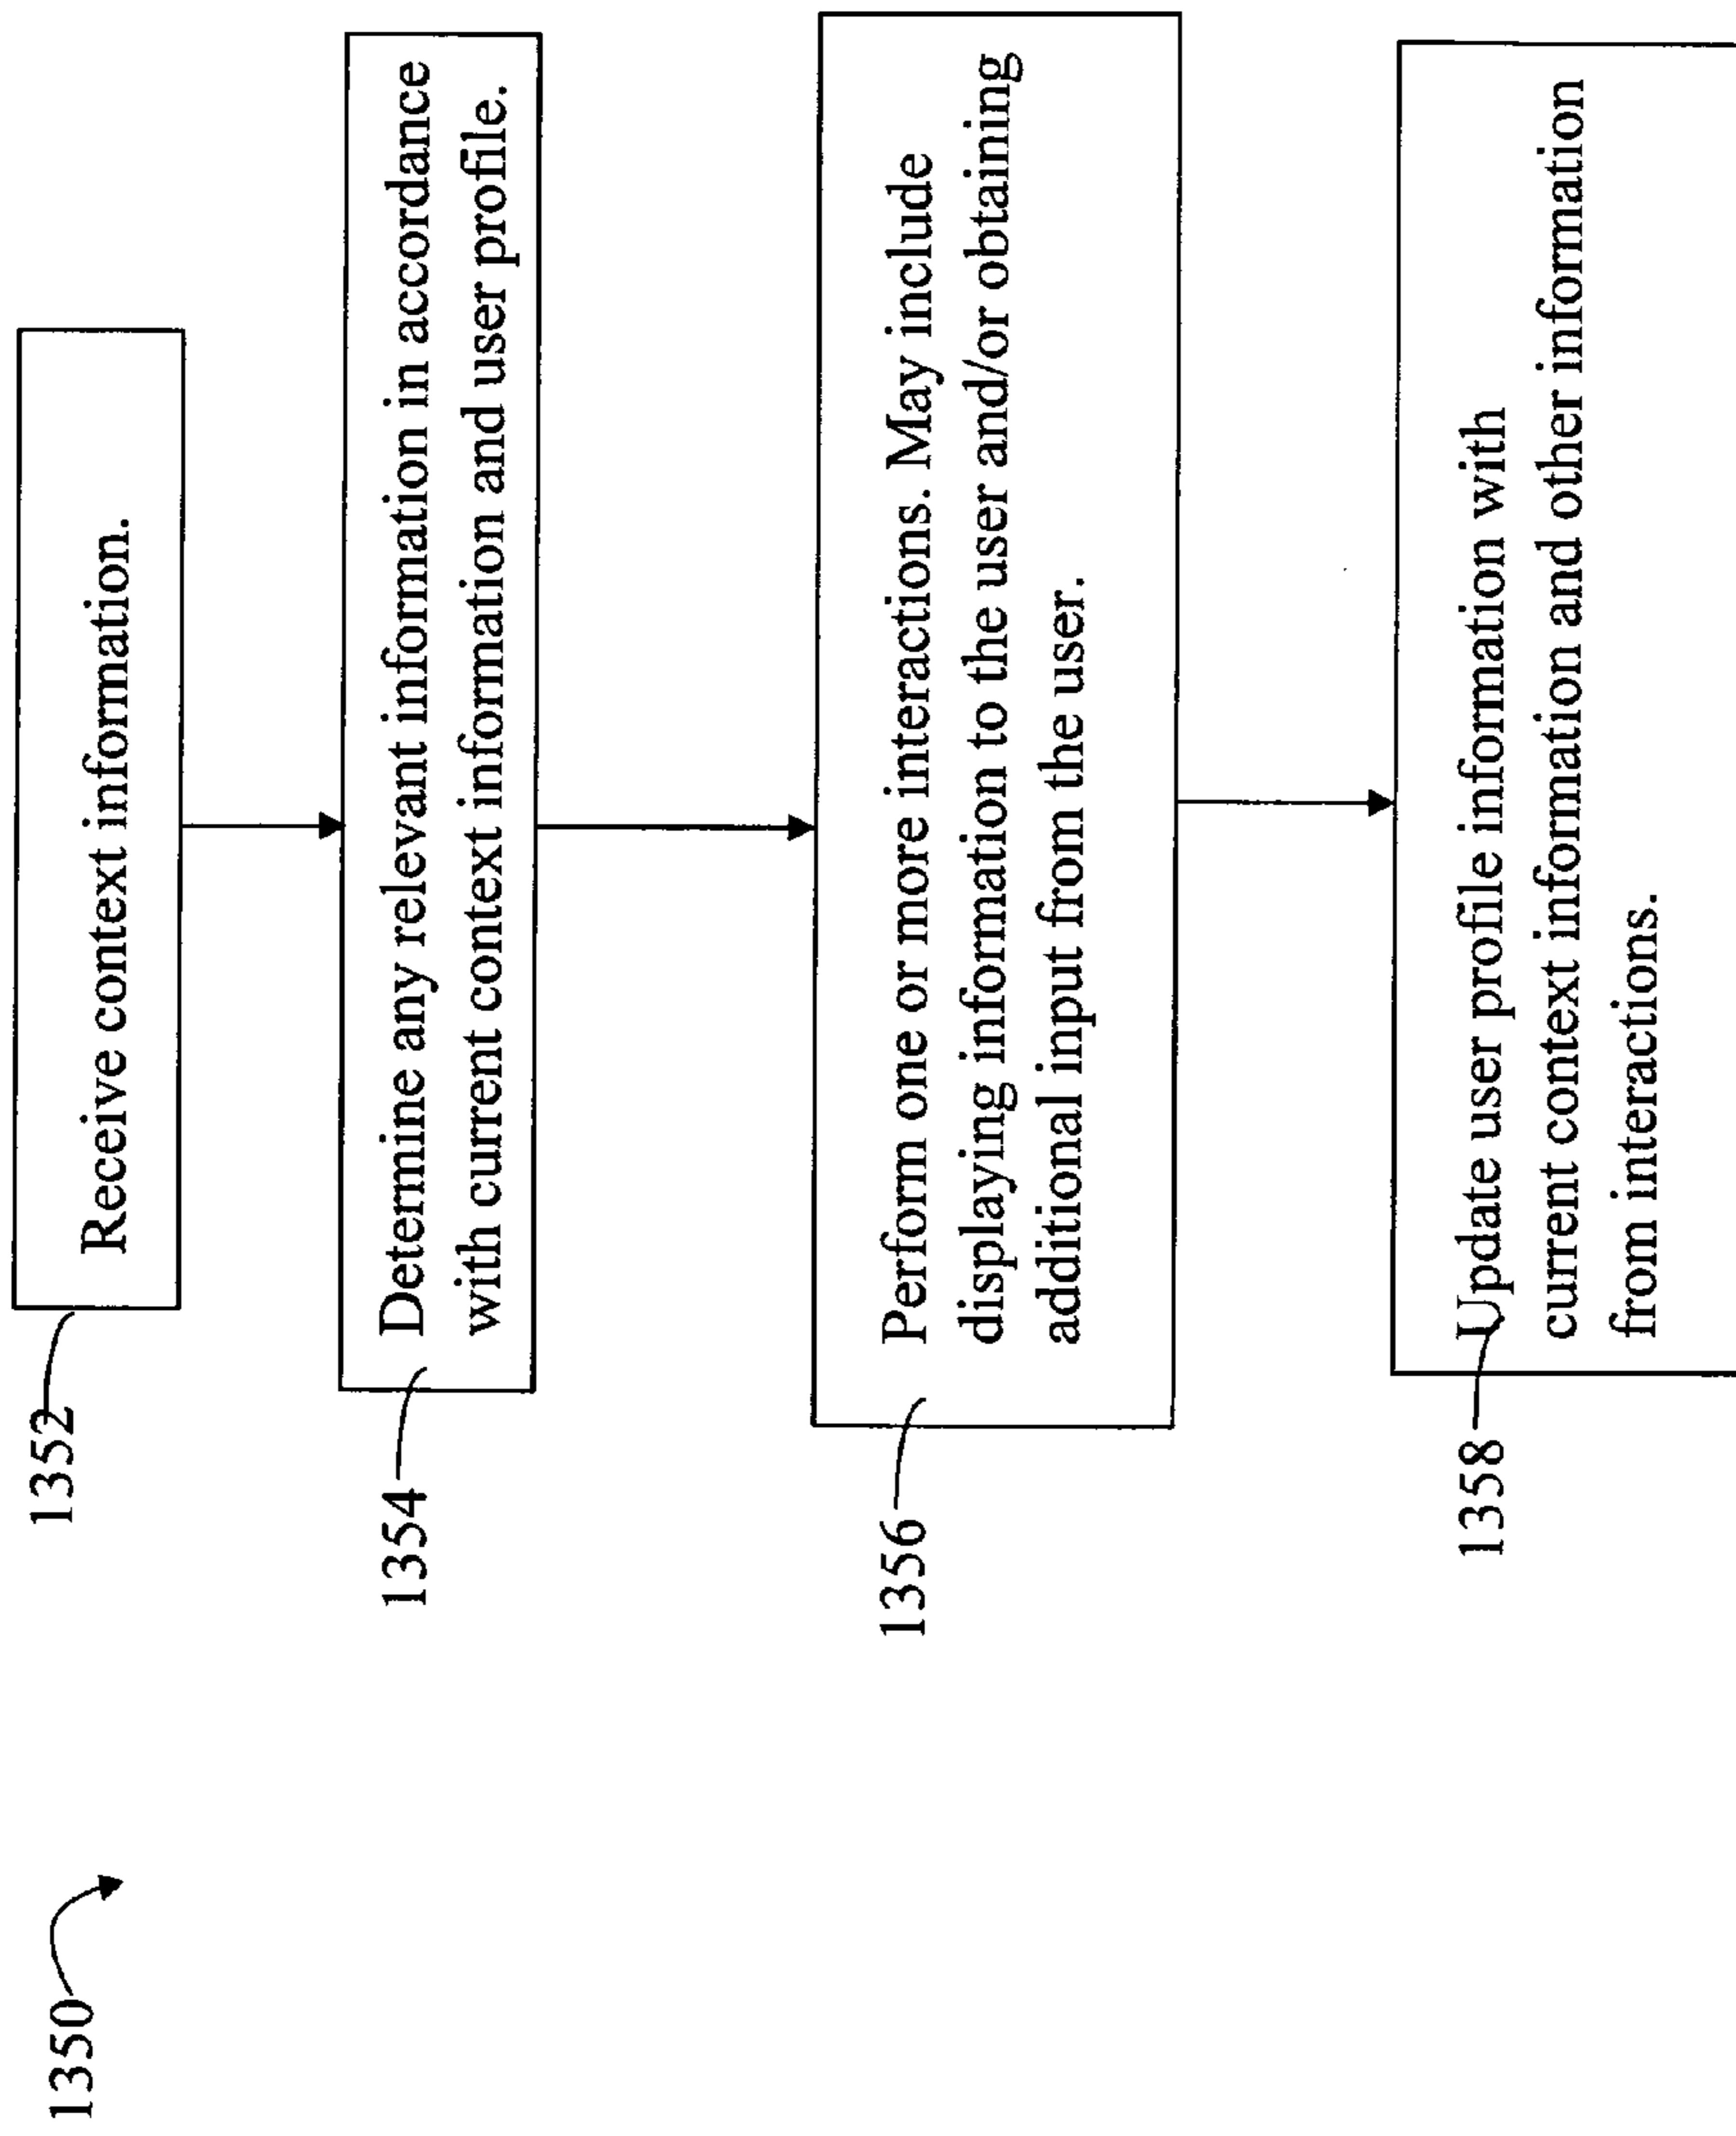 1350
1352
Receive context information.
1354
Determine any relevant information in accordance
with current context information and user profile.
1356
Perform one or more interactions. May include
displaying information to the user and/or obtaining
additional input from the user.
1358
Update user profile information with
current context information and other information
from interactions.